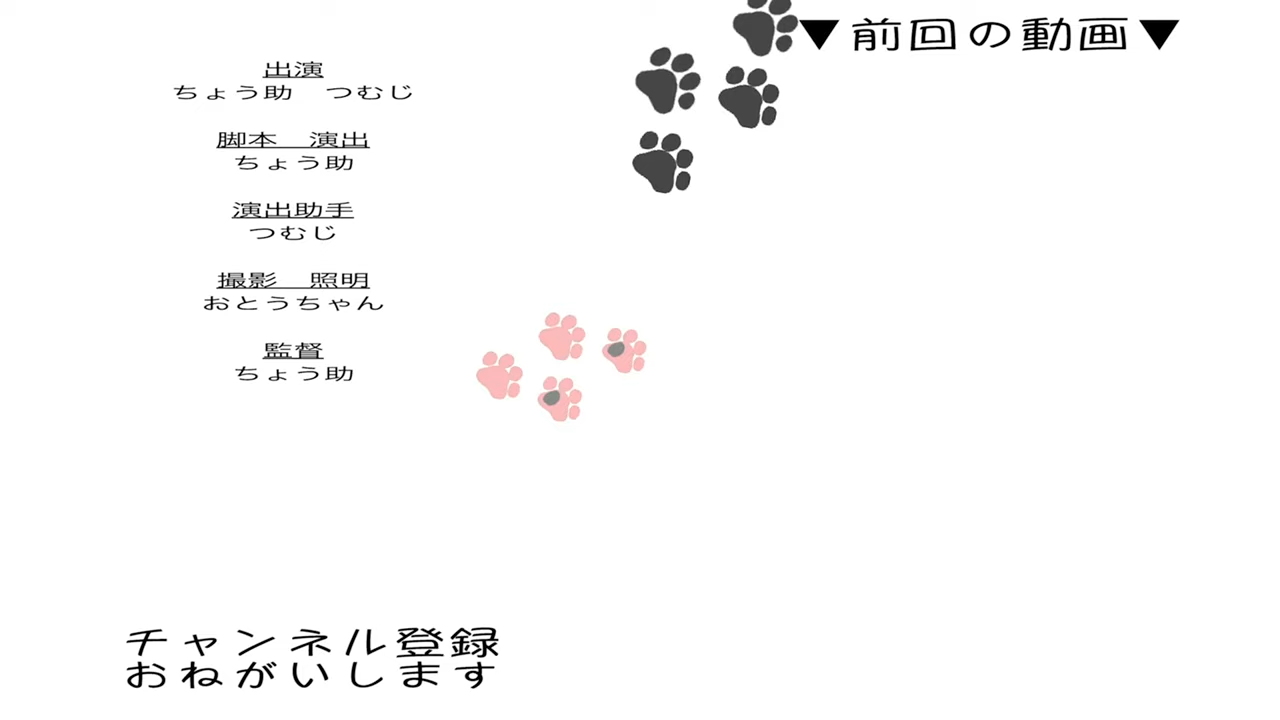 ▼前回の動画▼
出演
ちょう助　つむじ
脚本　演出
ちょう助
演出助手
つむじ
撮影　照明
おとうちゃん
監督
ちょう助
チャンネル登録
おねがいします